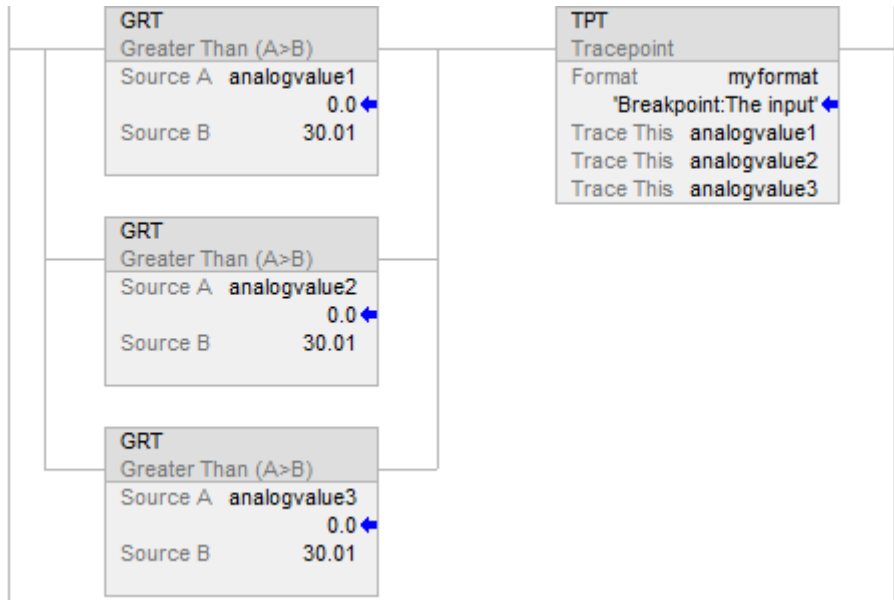 GRT
Greater Than (A>B)
Source A analogvalue1
0.0
Source B 30.01
GRT
Greater Than (A>B)
Source A analogvalue2
0.0
Source B 30.01
GRT
Greater Than (A>B)
Source A analogvalue3
0.0
Source B 30.01
TPT
Tracepoint
Format myformat
'Breakpoint:The input'
Trace This analogvalue1
Trace This analogvalue2
Trace This analogvalue3